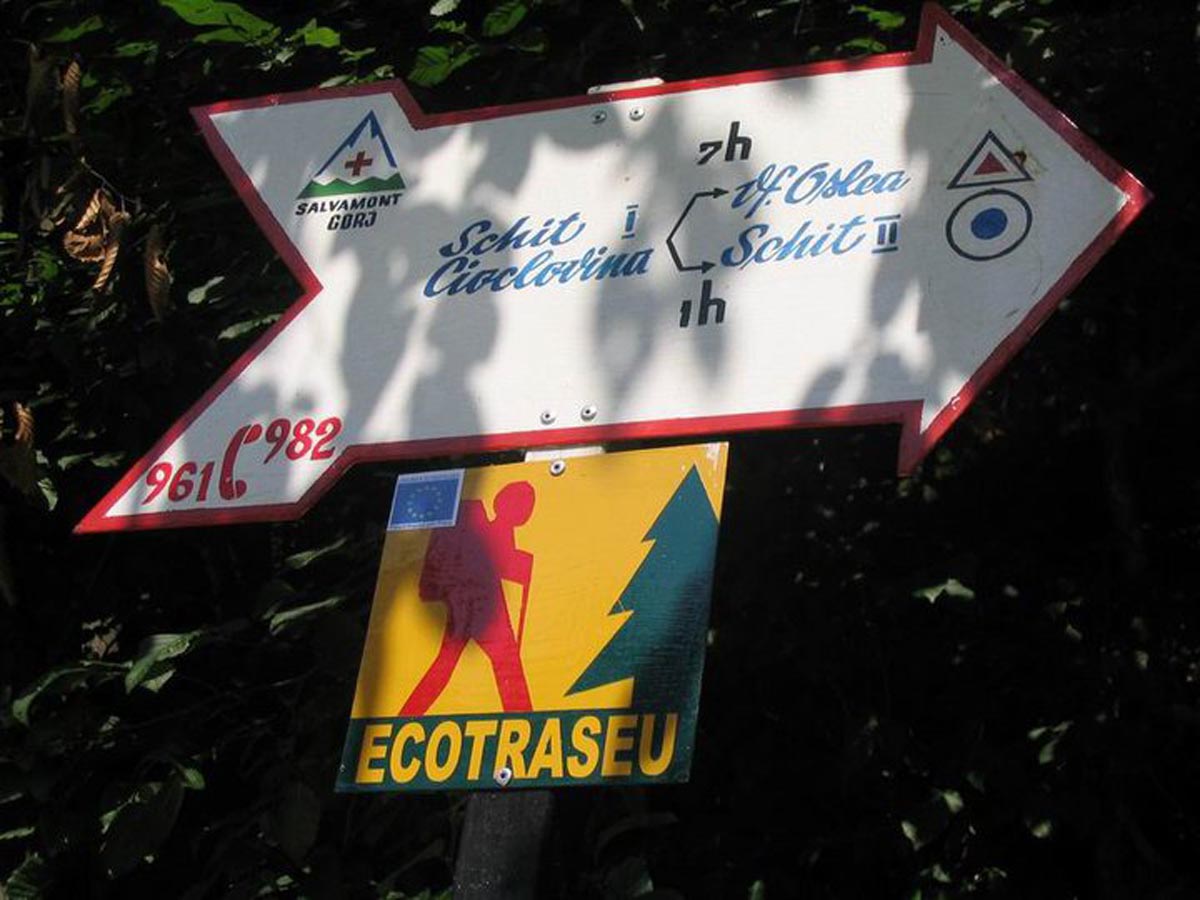 7h
SALVAMONT
GORJ
Schit I
Cioclovina
Vf. Oslea
Schit II
1h
961 982
ECOTRASEU